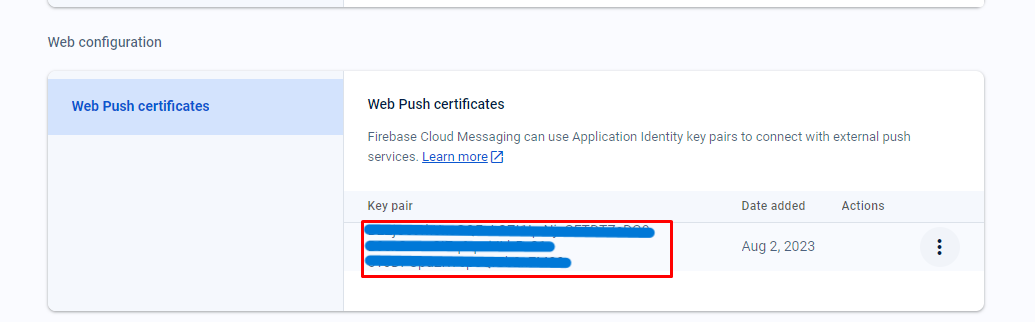 Web configuration
Web Push certificates
Web Push certificates
Firebase Cloud Messaging can use Application Identity key pairs to connect with external push
services. Learn more
Key pair Date added Actions
Aug 2, 2023